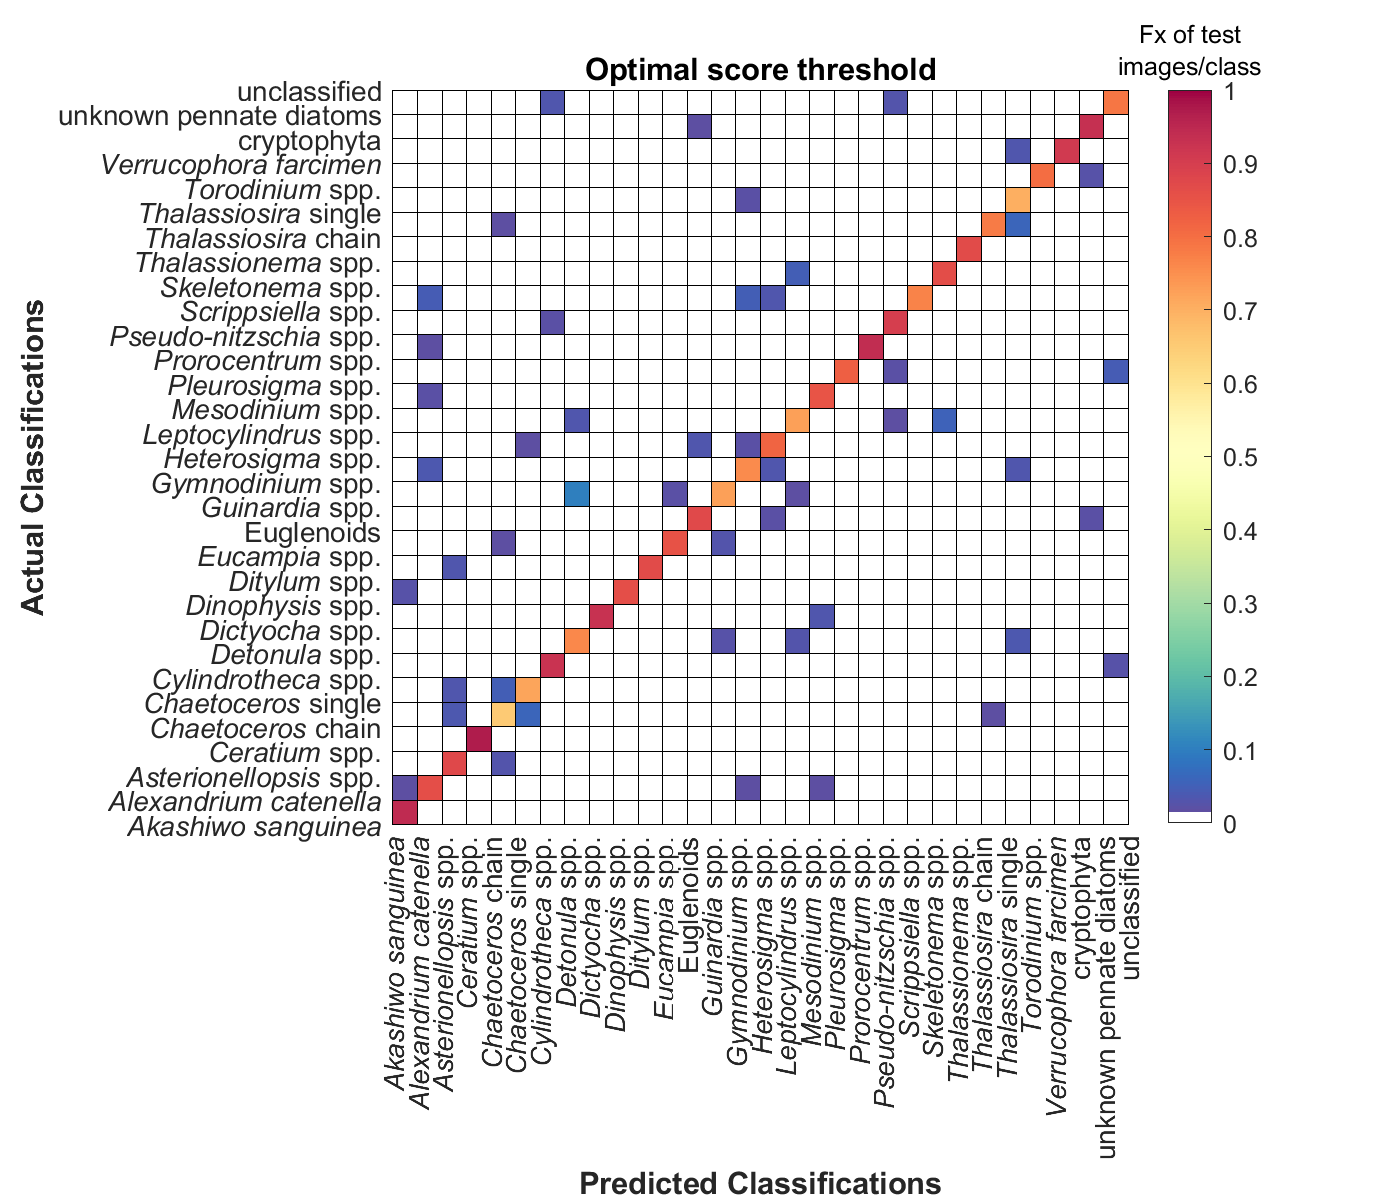 Fx of test
images/class
Optimal score threshold
unclassified
unknown pennate diatoms
cryptophyta
Verrucophora farcimen
Torodinium spp.
Thalassiosira single
Thalassiosira chain
Thalassionema spp.
Skeletonema spp.
Scrippsiella spp.
Pseudo-nitzschia spp.
Prorocentrum spp.
Pleurosigma spp.
Mesodinium spp.
Leptocylindrus spp.
Heterosigma spp.
Gymnodinium spp.
Guinardia spp.
Euglenoids
Eucampia spp.
Ditylum spp.
Dinophysis spp.
Dictyocha spp.
Detonula spp.
Cylindrotheca spp.
Chaetoceros single
Chaetoceros chain
Ceratium spp.
Asterionellopsis spp.
Alexandrium catenella
Akashiwo sanguinea
Actual Classifications
1
0.9
0.8
0.7
0.6
0.5
0.4
0.3
0.2
0.1
0
Akashiwo sanguinea
Alexandrium catenella
Asterionellopsis spp.
Ceratium spp.
Chaetoceros chain
Chaetoceros single
Cylindrotheca spp.
Detonula spp.
Dictyocha spp.
Dinophysis spp.
Ditylum spp.
Eucampia spp.
Euglenoids
Guinardia spp.
Gymnodinium spp.
Heterosigma spp.
Leptocylindrus spp.
Mesodinium spp.
Pleurosigma spp.
Prorocentrum spp.
Pseudo-nitzschia spp.
Scrippsiella spp.
Skeletonema spp.
Thalassionema spp.
Thalassiosira chain
Thalassiosira single
Torodinium spp.
Verrucophora farcimen
cryptophyta
unknown pennate diatoms
unclassified
Predicted Classifications